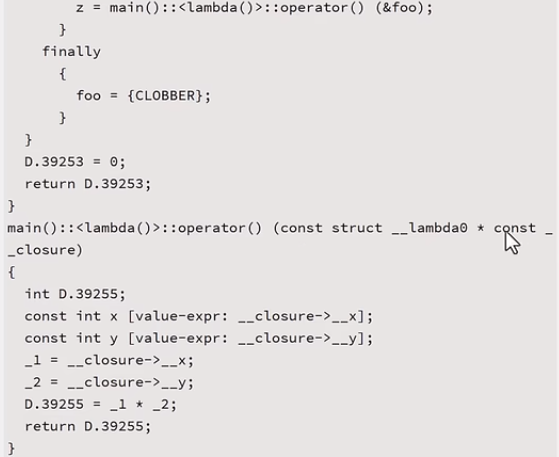 z = main()::<lambda()>::operator() (&foo);
}
finally
{
foo = {CLOBBER};
}
}
D.39253 = 0;
return D.39253;
}
main()::<lambda()>::operator() (const struct __lambda0 * const _
_closure)
{
int D.39255;
const int x [value-expr: __closure->__x];
const int y [value-expr: __closure->__y];
_1 = __closure->__x;
_2 = __closure->__y;
D.39255 = _1 * _2;
return D.39255;
}